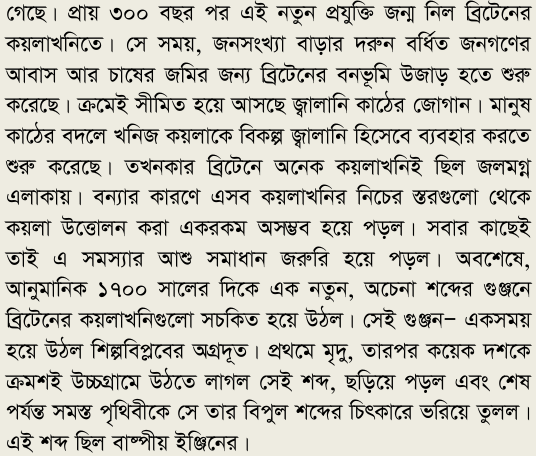 গেছে। প্রায় ৩০০ বছর পর এই নতুন প্রযুক্তি জন্ম নিল ব্রিটেনের
কয়লাখনিতে। সে সময়, জনসংখ্যা বাড়ার দরুন বর্ধিত জনগণের
আবাস আর চাষের জমির জন্য ব্রিটেনের বনভূমি উজাড় হতে শুরু
করেছে। ক্রমেই সীমিত হয়ে আসছে জ্বালানি কাঠের জোগান। মানুষ
কাঠের বদলে খনিজ কয়লাকে বিকল্প জ্বালানি হিসেবে ব্যবহার করতে
শুরু করেছে। তখনকার ব্রিটেনে অনেক কয়লাখনিই ছিল জলমগ্ন
এলাকায়। বন্যার কারণে এসব কয়লাখনির নিচের স্তরগুলো থেকে
কয়লা উত্তোলন করা একরকম অসম্ভব হয়ে পড়ল। সবার কাছেই
তাই এ সমস্যার আশু সমাধান জরুরি হয়ে পড়ল। অবশেষে,
আনুমানিক ১৭০০ সালের দিকে এক নতুন, অচেনা শব্দের গুঞ্জনে
ব্রিটেনের কয়লাখনিগুলো সচকিত হয়ে উঠল। সেই গুঞ্জন– একসময়
হয়ে উঠল শিল্পবিপ্লবের অগ্রদূত। প্রথমে মৃদু, তারপর কয়েক দশকে
ক্রমশই উচ্চগ্রামে উঠতে লাগল সেই শব্দ, ছড়িয়ে পড়ল এবং শেষ
পর্যন্ত সমস্ত পৃথিবীকে সে তার বিপুল শব্দের চিৎকারে ভরিয়ে তুলল।
এই শব্দ ছিল বাষ্পীয় ইঞ্জিনের।